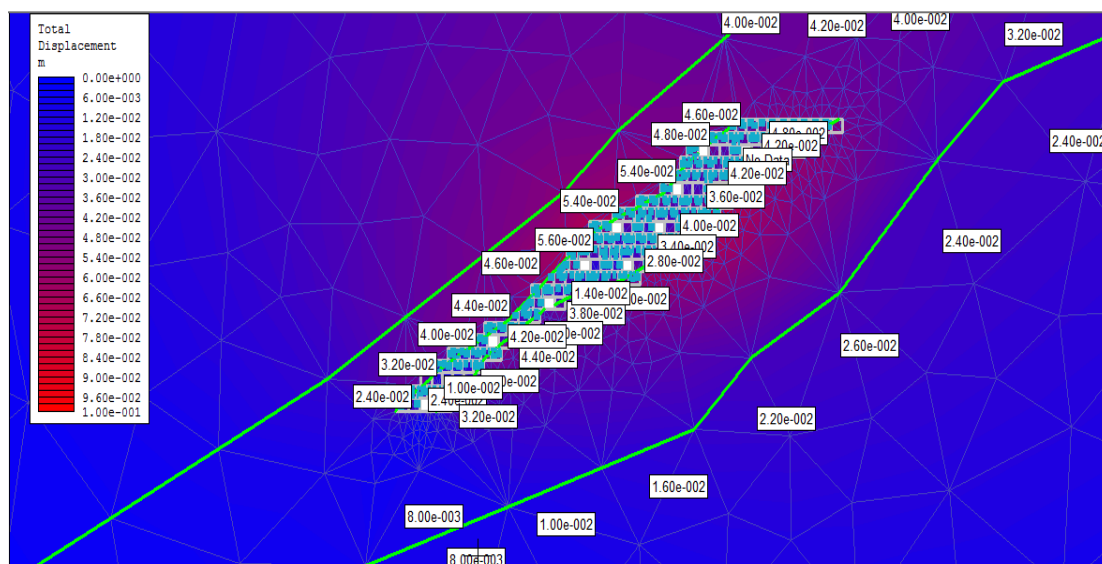 Total
Displacement
m
0.00e+000
6.00e-003
1.20e-002
1.80e-002
2.40e-002
3.00e-002
3.60e-002
4.20e-002
4.80e-002
5.40e-002
6.00e-002
6.60e-002
7.20e-002
7.80e-002
8.40e-002
9.00e-002
9.60e-002
1.00e-001
4.00e-002
4.20e-002
4.00e-002
3.20e-002
4.60e-002
4.80e-002
4.80e-002
4.20e-002
2.40e-002
No Data
5.40e-002
4.20e-002
5.40e-002
3.60e-002
4.00e-002
5.60e-002
3.40e-002
2.40e-002
4.60e-002
2.80e-002
1.40e-002
4.40e-002
3.80e-002
4.00e-002
4.20e-002
2.60e-002
4.40e-002
3.20e-002
1.00e-002
2.40e-002
2.40e-002
3.20e-002
2.20e-002
1.60e-002
8.00e-003
1.00e-002
8.00e-003